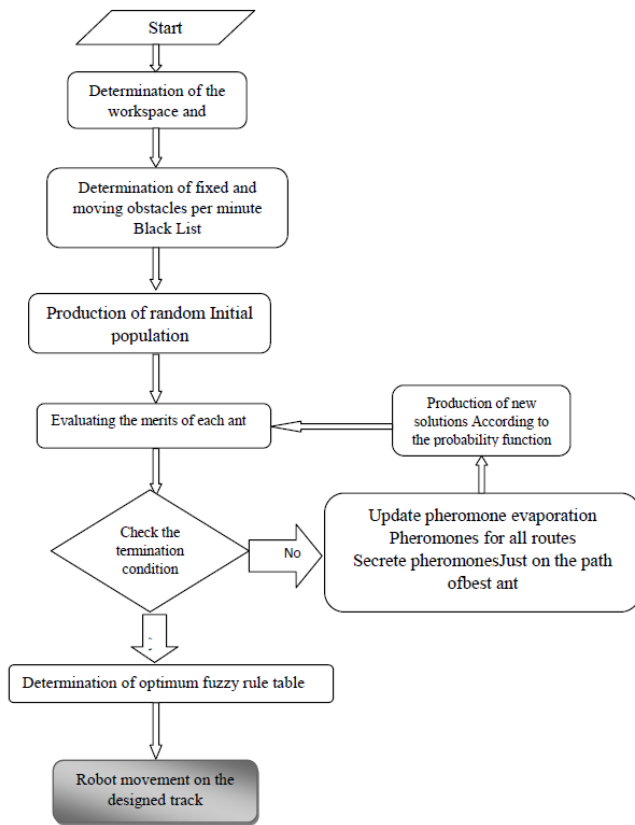 Start
Determination of the
workspace and
Determination of fixed and
moving obstacles per minute
Black List
Production of random Initial
population
Evaluating the merits of each ant
Production of new
solutions According to
the probability function
Check the
termination
condition
No
Update pheromone evaporation
Pheromones for all routes
Secrete pheromonesJust on the path
ofbest ant
Determination of optimum fuzzy rule table
Robot movement on the
designed track